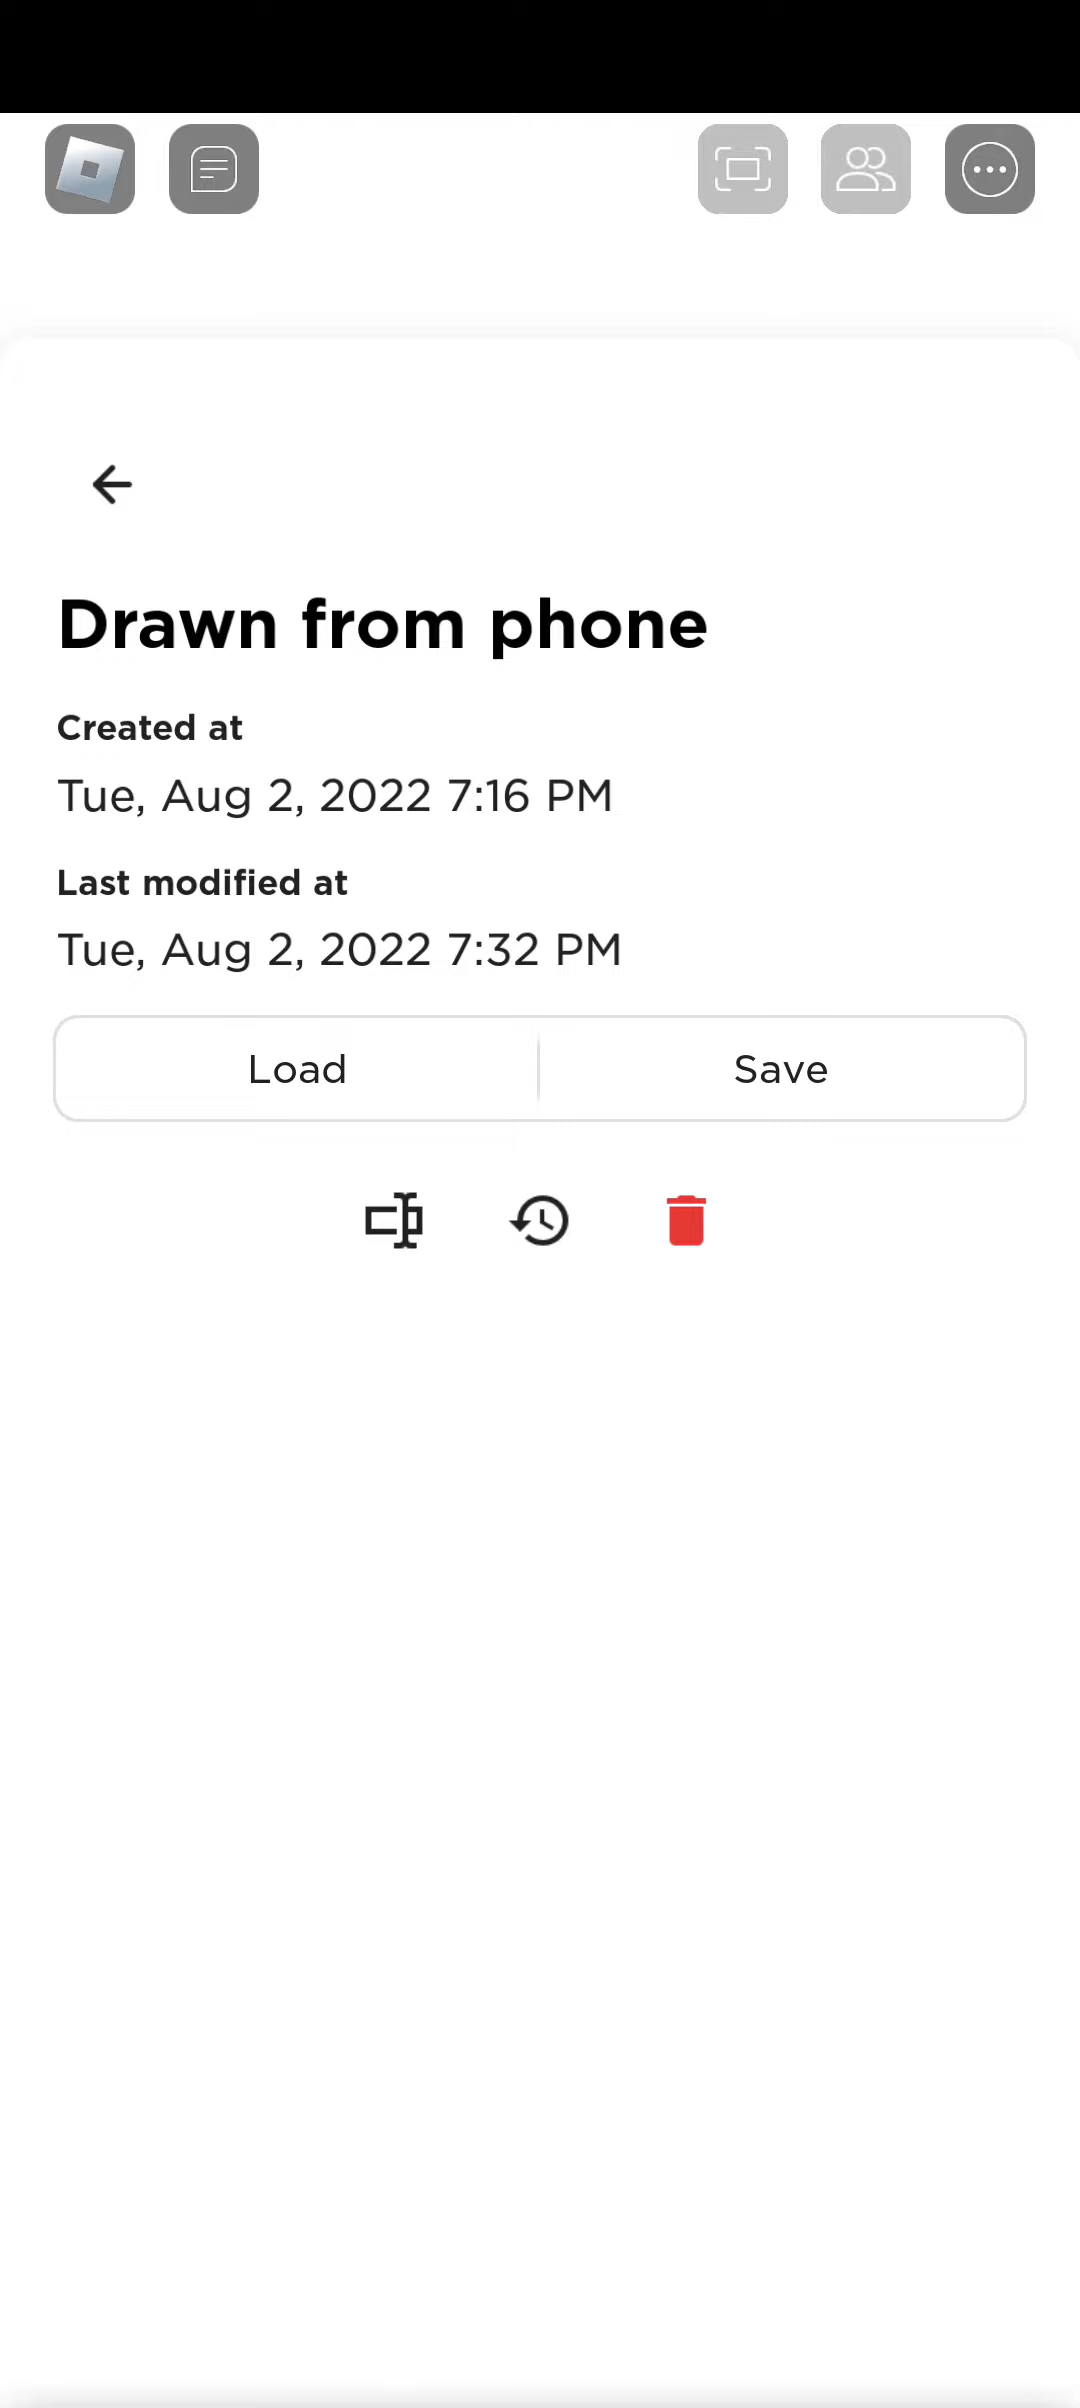 Drawn from phone
Created at
Tue, Aug 2, 2022 7:16 PM
Last modified at
Tue, Aug 2, 2022 7:32 PM
Load
Save